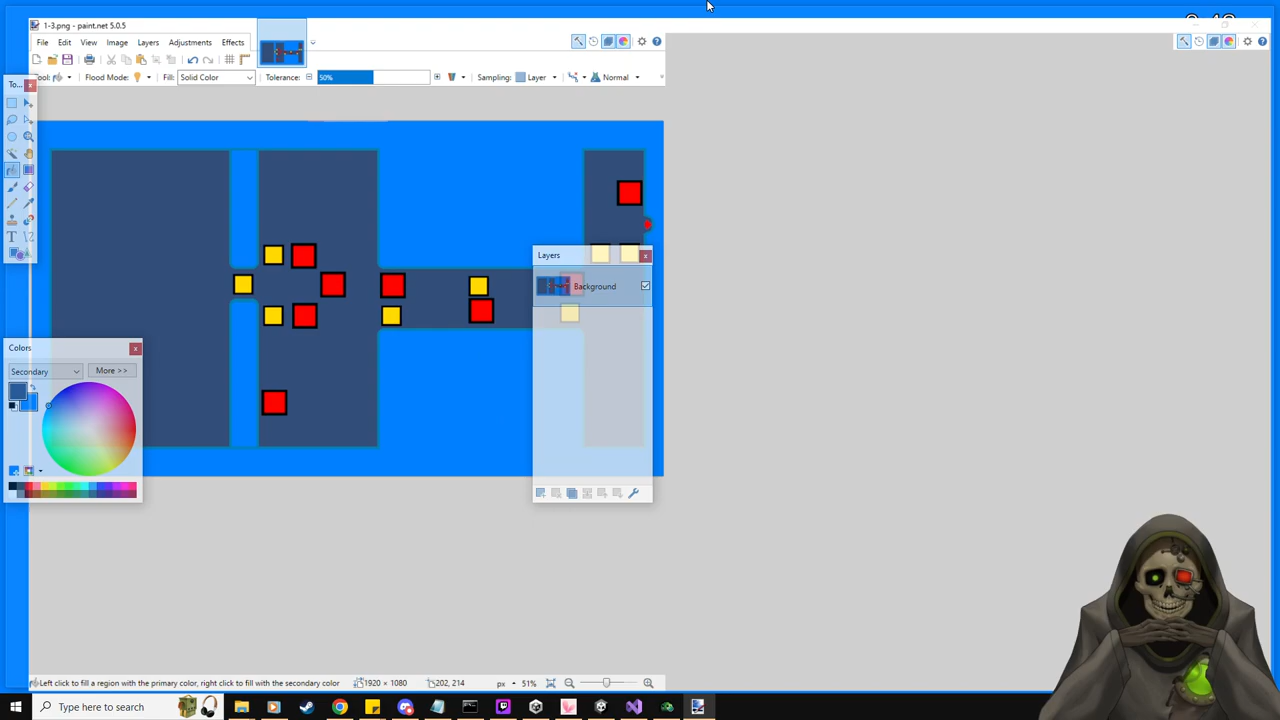 1-3.png - paint.net 5.0.5
File Edit View Image Layers Adjustments Effects
Tool: Flood Mode: Fill: Solid Color Tolerance: 50% Sampling: Layer Normal
To...
Layers
Background
Colors
Secondary More >>
Left click to fill a region with the primary color, right click to fill with the secondary color 1920 × 1080 202, 214 px 51%
Type here to search